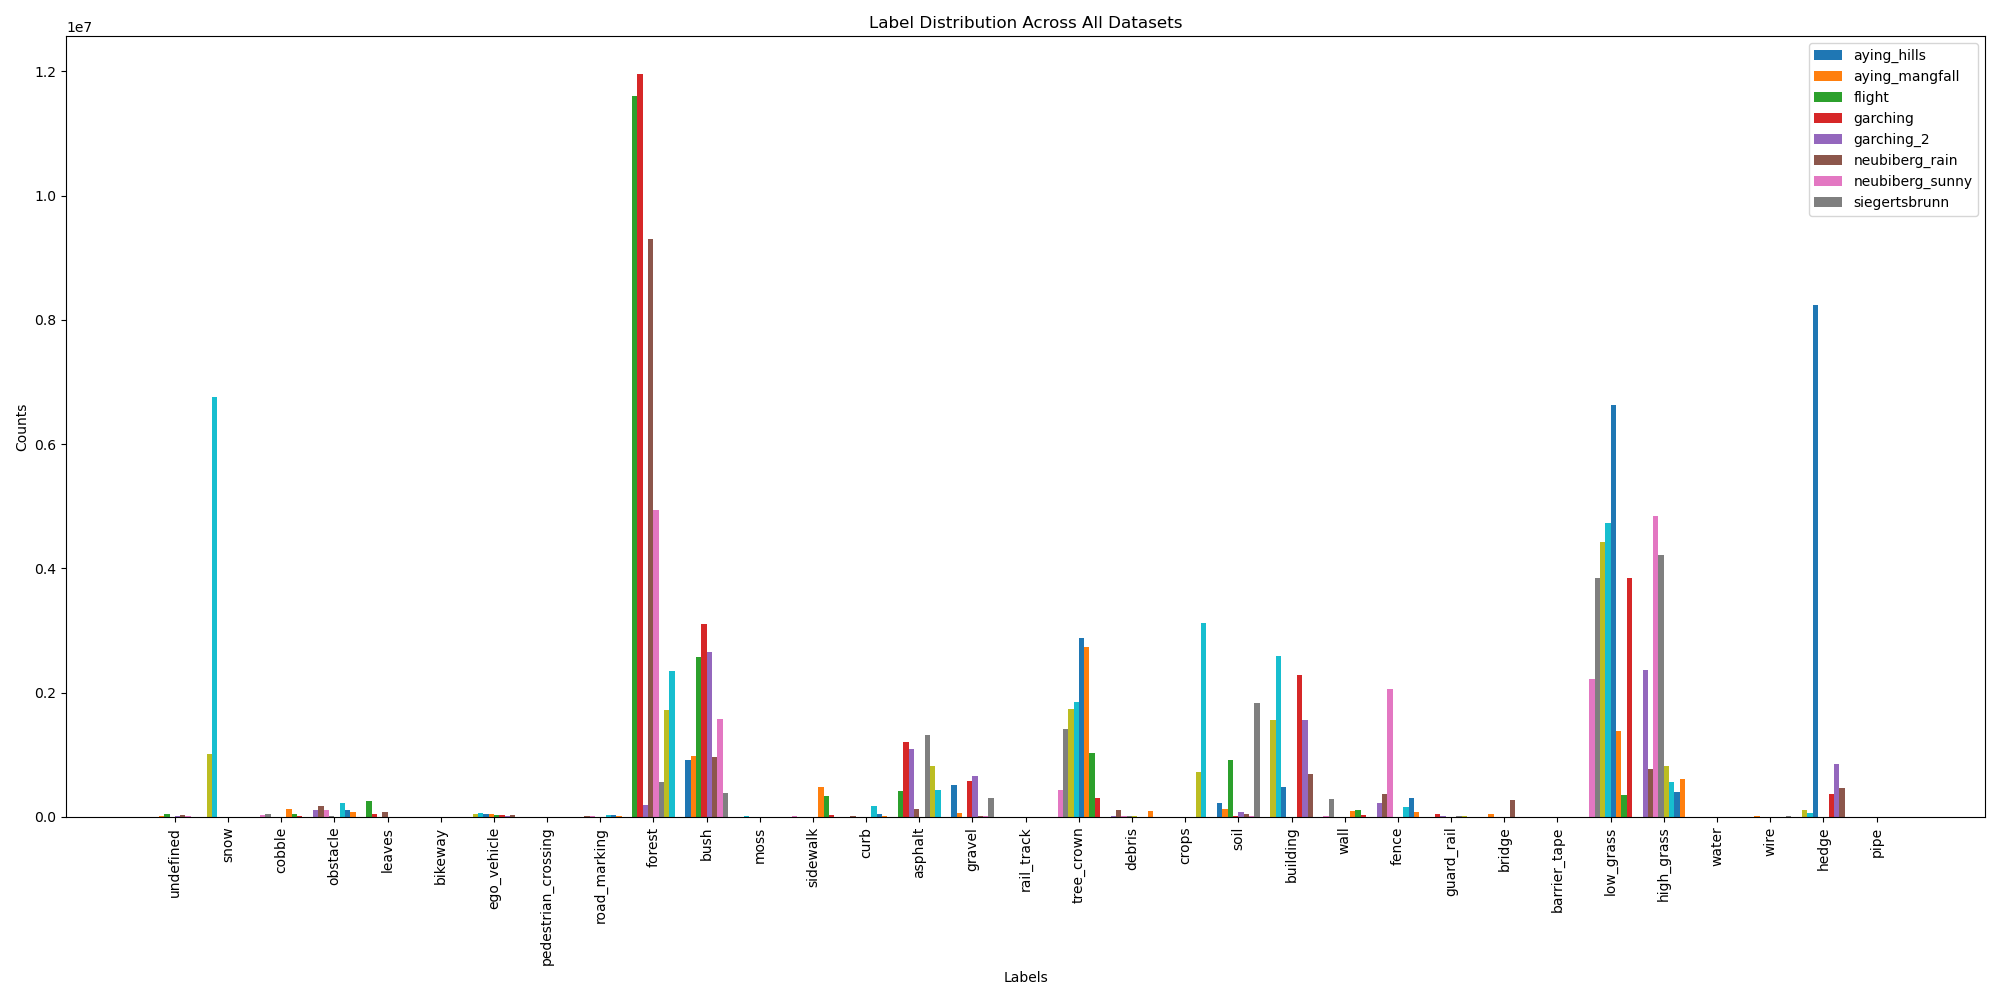 Label Distribution Across All Datasets
1e7
1.2
1.0
0.8
0.6
0.4
0.2
0.0
Counts
aying_hills
aying_mangfall
flight
garching
garching_2
neubiberg_rain
neubiberg_sunny
siegertsbrunn
undefined
snow
cobble
obstacle
leaves
bikeway
ego_vehicle
pedestrian_crossing
road_marking
forest
bush
moss
sidewalk
curb
asphalt
gravel
rail_track
tree_crown
debris
crops
soil
building
wall
fence
guard_rail
bridge
barrier_tape
low_grass
high_grass
water
wire
hedge
pipe
Labels